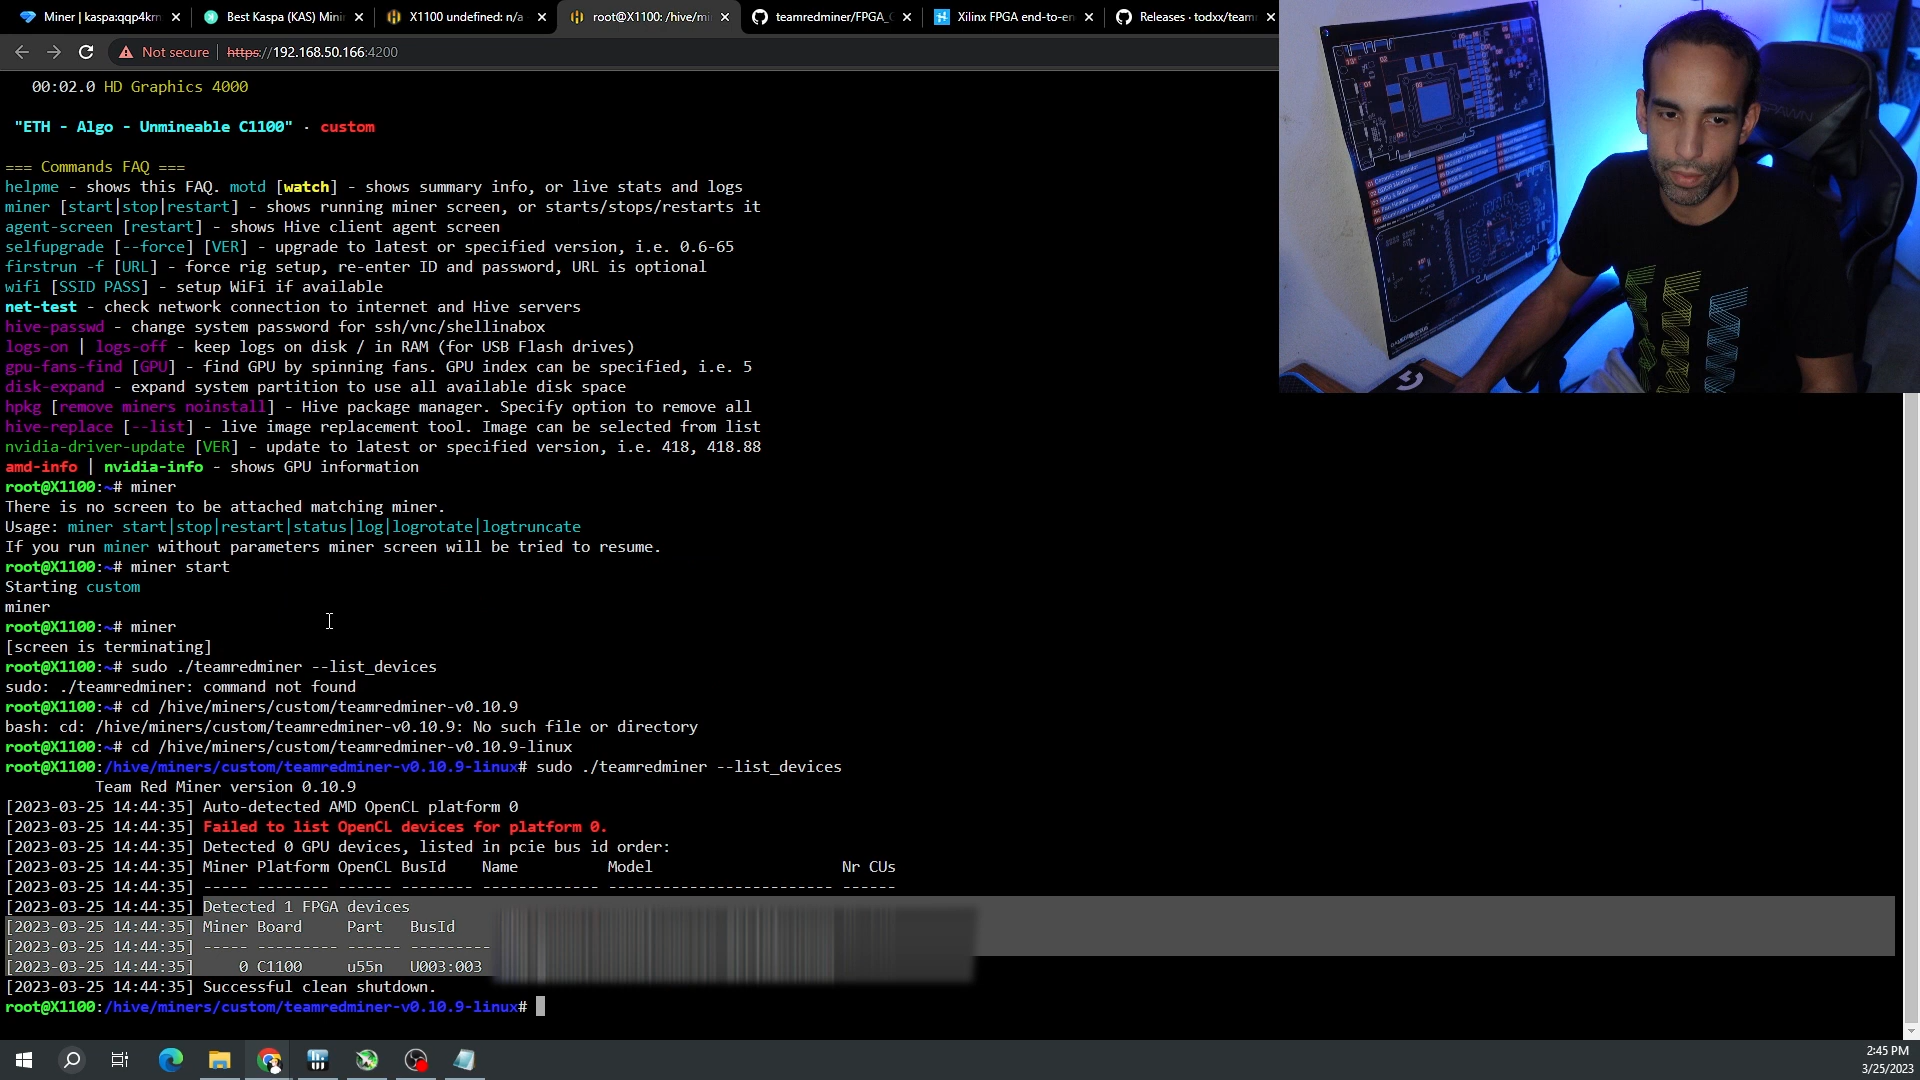 Miner | kaspa:qqp4krn
Best Kaspa (KAS) Minin
X1100 undefined: n/a
root@X1100: /hive/mi
teamredminer/FPGA_
Xilinx FPGA end-to-en
Releases · todxx/team
Not secure
https://192.168.50.166:4200
00:02.0 HD Graphics 4000
"ETH - Algo - Unmineable C1100" · custom
=== Commands FAQ ===
helpme - shows this FAQ. motd [watch] - shows summary info, or live stats and logs
miner [start|stop|restart] - shows running miner screen, or starts/stops/restarts it
agent-screen [restart] - shows Hive client agent screen
selfupgrade [--force] [VER] - upgrade to latest or specified version, i.e. 0.6-65
firstrun -f [URL] - force rig setup, re-enter ID and password, URL is optional
wifi [SSID PASS] - setup WiFi if available
net-test - check network connection to internet and Hive servers
hive-passwd - change system password for ssh/vnc/shellinabox
logs-on | logs-off - keep logs on disk / in RAM (for USB Flash drives)
gpu-fans-find [GPU] - find GPU by spinning fans. GPU index can be specified, i.e. 5
disk-expand - expand system partition to use all available disk space
hpkg [remove miners noinstall] - Hive package manager. Specify option to remove all
hive-replace [--list] - live image replacement tool. Image can be selected from list
nvidia-driver-update [VER] - update to latest or specified version, i.e. 418, 418.88
amd-info | nvidia-info - shows GPU information
root@X1100:~# miner
There is no screen to be attached matching miner.
Usage: miner start|stop|restart|status|log|logrotate|logtruncate
If you run miner without parameters miner screen will be tried to resume.
root@X1100:~# miner start
Starting custom
miner
root@X1100:~# miner
[screen is terminating]
root@X1100:~# sudo ./teamredminer --list_devices
sudo: ./teamredminer: command not found
root@X1100:~# cd /hive/miners/custom/teamredminer-v0.10.9
bash: cd: /hive/miners/custom/teamredminer-v0.10.9: No such file or directory
root@X1100:~# cd /hive/miners/custom/teamredminer-v0.10.9-linux
root@X1100:/hive/miners/custom/teamredminer-v0.10.9-linux# sudo ./teamredminer --list_devices
Team Red Miner version 0.10.9
[2023-03-25 14:44:35] Auto-detected AMD OpenCL platform 0
[2023-03-25 14:44:35] Failed to list OpenCL devices for platform 0.
[2023-03-25 14:44:35] Detected 0 GPU devices, listed in pcie bus id order:
[2023-03-25 14:44:35] Miner Platform OpenCL BusId Name Model Nr CUs
[2023-03-25 14:44:35] ----- -------- ------ -------- ------------- ------------------------- ------
[2023-03-25 14:44:35] Detected 1 FPGA devices
[2023-03-25 14:44:35] Miner Board Part BusId
[2023-03-25 14:44:35] ----- --------- ------ ---------
[2023-03-25 14:44:35] 0 C1100 u55n U003:003
[2023-03-25 14:44:35] Successful clean shutdown.
root@X1100:/hive/miners/custom/teamredminer-v0.10.9-linux#
2:45 PM
3/25/2023